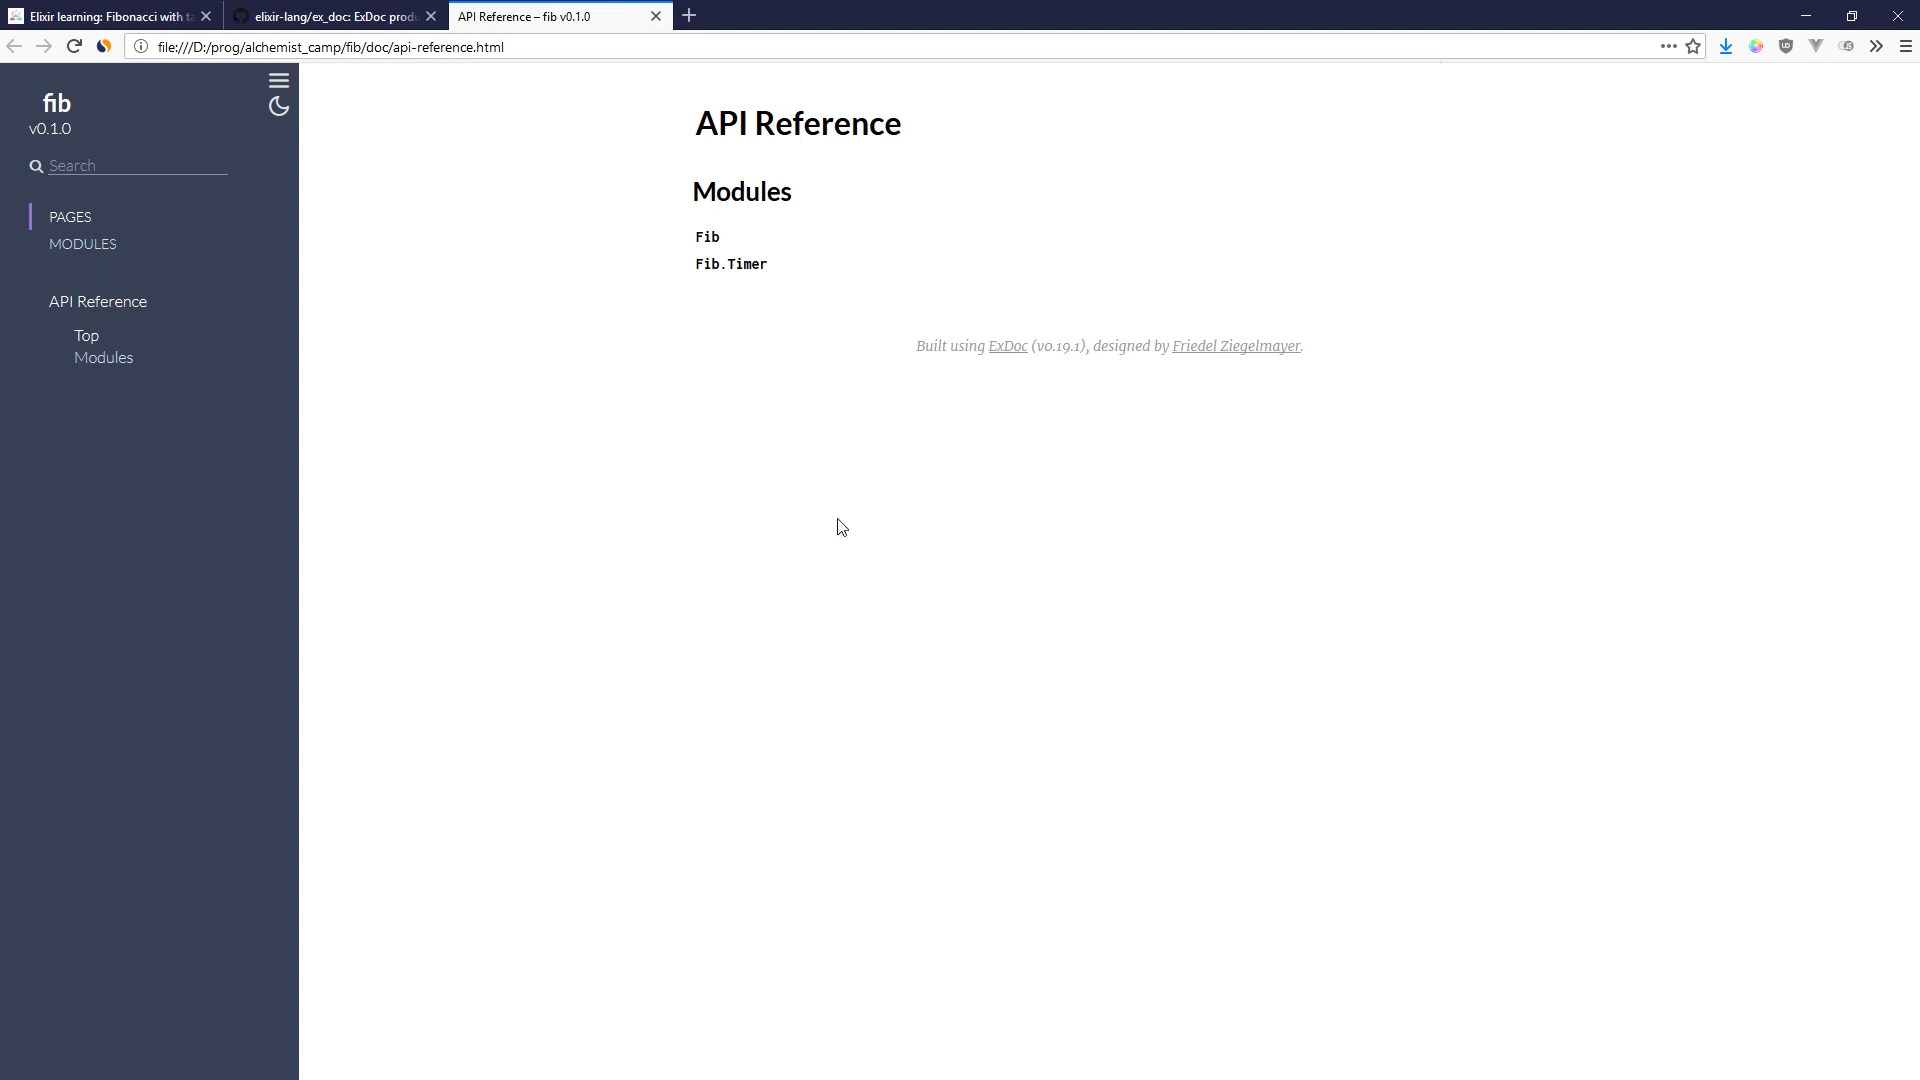 Elixir learning: Fibonacci with ta
elixir-lang/ex_doc: ExDoc produ
API Reference – fib v0.1.0
file:///D:/prog/alchemist_camp/fib/doc/api-reference.html
fib
v0.1.0
Search
PAGES
MODULES
API Reference
Top
Modules
API Reference
Modules
Fib
Fib.Timer
Built using ExDoc (v0.19.1), designed by Friedel Ziegelmayer.